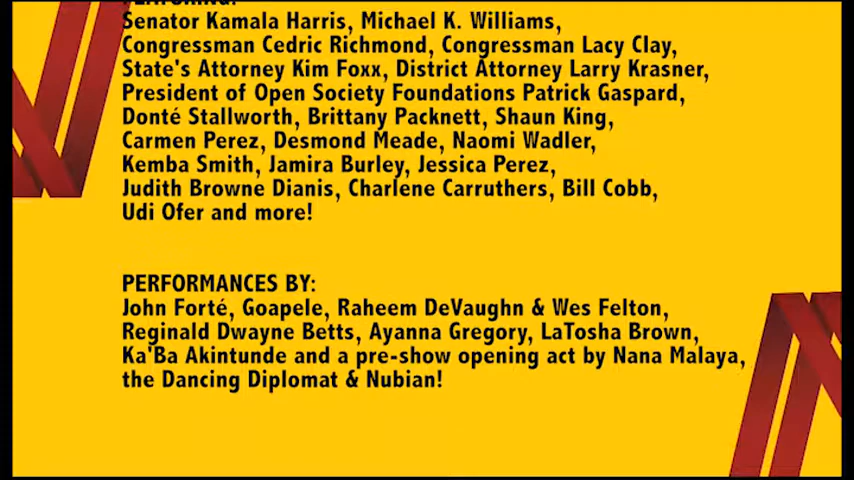 FEATURING:
Senator Kamala Harris, Michael K. Williams,
Congressman Cedric Richmond, Congressman Lacy Clay,
State's Attorney Kim Foxx, District Attorney Larry Krasner,
President of Open Society Foundations Patrick Gaspard,
Donté Stallworth, Brittany Packnett, Shaun King,
Carmen Perez, Desmond Meade, Naomi Wadler,
Kemba Smith, Jamira Burley, Jessica Perez,
Judith Browne Dianis, Charlene Carruthers, Bill Cobb,
Udi Ofer and more!
PERFORMANCES BY:
John Forté, Goapele, Raheem DeVaughn & Wes Felton,
Reginald Dwayne Betts, Ayanna Gregory, LaTosha Brown,
Ka'Ba Akintunde and a pre-show opening act by Nana Malaya,
the Dancing Diplomat & Nubian!